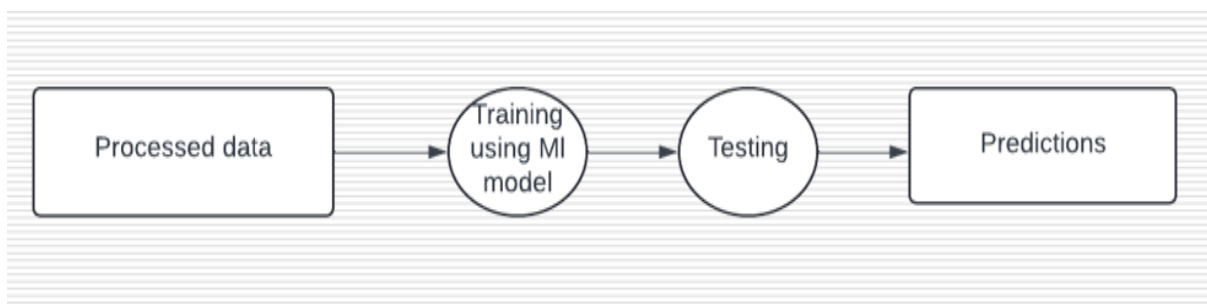 Processed data
Training
using Ml
model
Testing
Predictions